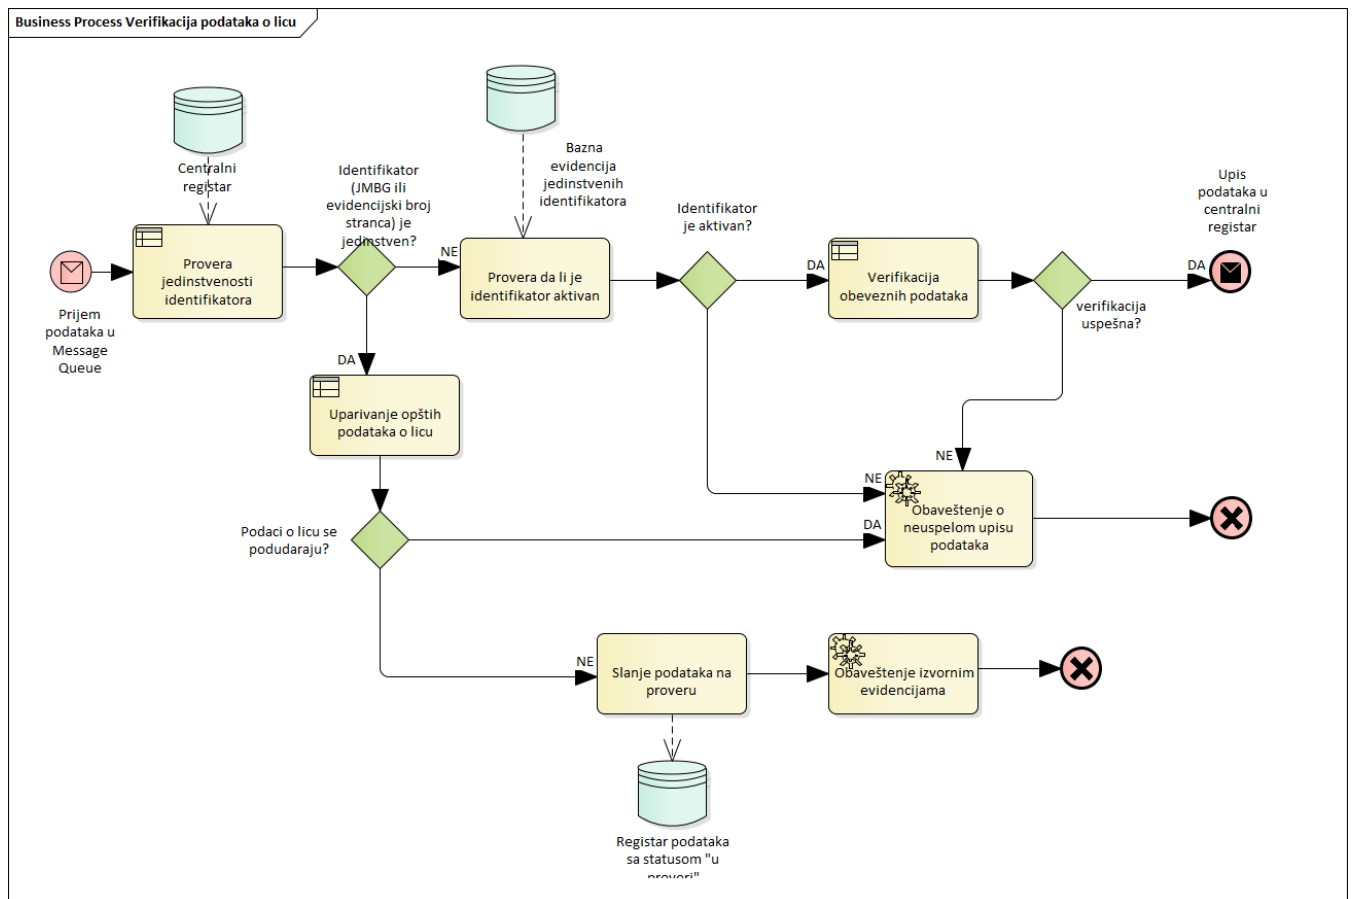 Business Process Verifikacija podataka o licu
Centralni
registar
Bazna
evidencija
jedinstvenih
identifikatora
Identifikator
(JMBG ili
evidencijski broj
stranca) je
jedinstven?
Identifikator
je aktivan?
Upis
podataka u
centralni
registar
Prijem
podataka u
Message
Queue
Provera
jedinstvenosti
identifikatora
NE
Provera da li je
identifikator aktivan
DA
Verifikacija
obeveznih podataka
DA
verifikacija
uspešna?
DA
Uparivanje opštih
podataka o licu
NE
NE
Obaveštenje o
neuspelom upisu
podataka
DA
Podaci o licu se
podudaraju?
NE
Slanje podataka na
proveru
Obaveštenje izvornim
evidencijama
Registar podataka
sa statusom "u
proveri"